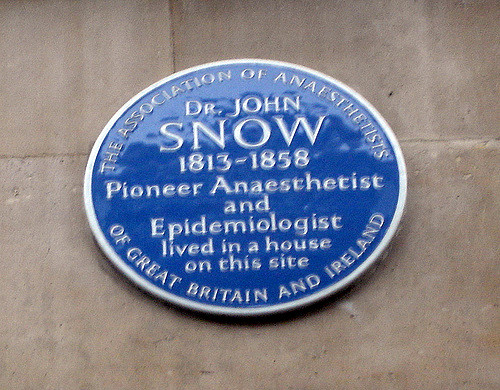 THE ASSOCIATION OF ANAESTHETISTS
DR. JOHN
SNOW
1813-1858
Pioneer Anaesthetist
and
Epidemiologist
lived in a house
on this site
OF GREAT BRITAIN AND IRELAND